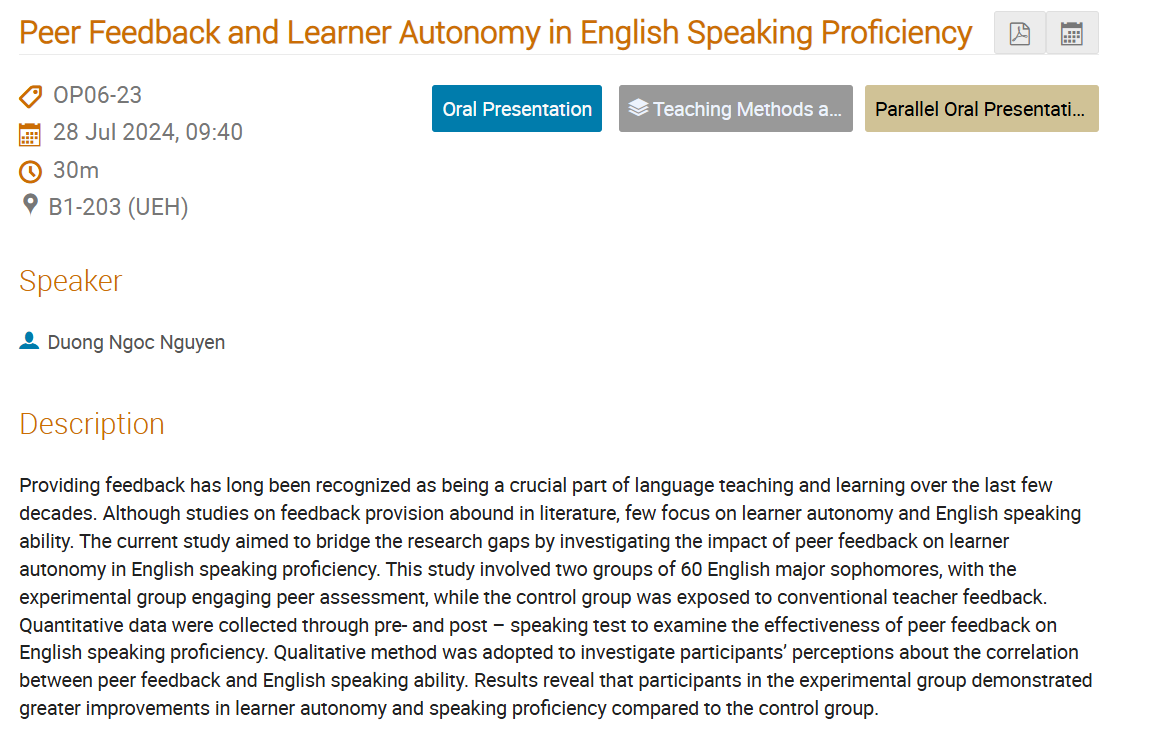 Peer Feedback and Learner Autonomy in English Speaking Proficiency
OP06-23
28 Jul 2024, 09:40
30m
B1-203 (UEH)
Oral Presentation
Teaching Methods a...
Parallel Oral Presentati...
Speaker
Duong Ngoc Nguyen
Description
Providing feedback has long been recognized as being a crucial part of language teaching and learning over the last few
decades. Although studies on feedback provision abound in literature, few focus on learner autonomy and English speaking
ability. The current study aimed to bridge the research gaps by investigating the impact of peer feedback on learner
autonomy in English speaking proficiency. This study involved two groups of 60 English major sophomores, with the
experimental group engaging peer assessment, while the control group was exposed to conventional teacher feedback.
Quantitative data were collected through pre- and post – speaking test to examine the effectiveness of peer feedback on
English speaking proficiency. Qualitative method was adopted to investigate participants’ perceptions about the correlation
between peer feedback and English speaking ability. Results reveal that participants in the experimental group demonstrated
greater improvements in learner autonomy and speaking proficiency compared to the control group.